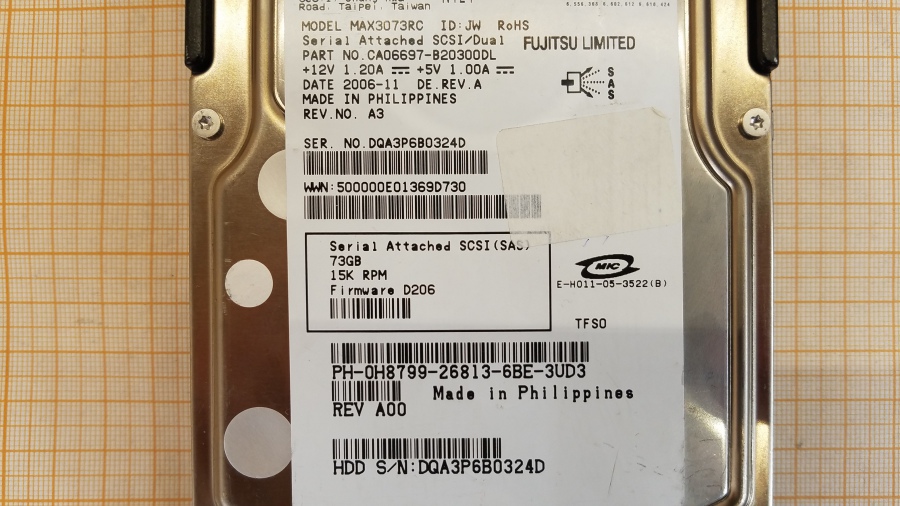 Road. Taipei. Taiwan
MODEL MAX3073RC ID:JW RoHS
Serial Attached SCSI/Dual FUJITSU LIMITED
PART NO.CA06697-B20300DL
+12V 1.20A +5V 1.00A
DATE 2006-11 DE.REV.A
MADE IN PHILIPPINES
REV.NO. A3
SAS
SER. NO.DQA3P6B0324D
WWN:500000E01369D730
Serial Attached SCSI(SAS)
73GB
15K RPM
Firmware D206
MIC
E-H011-05-3522(B)
TFSO
PH-0H8799-26813-6BE-3UD3
Made in Philippines
REV A00
HDD S/N:DQA3P6B0324D